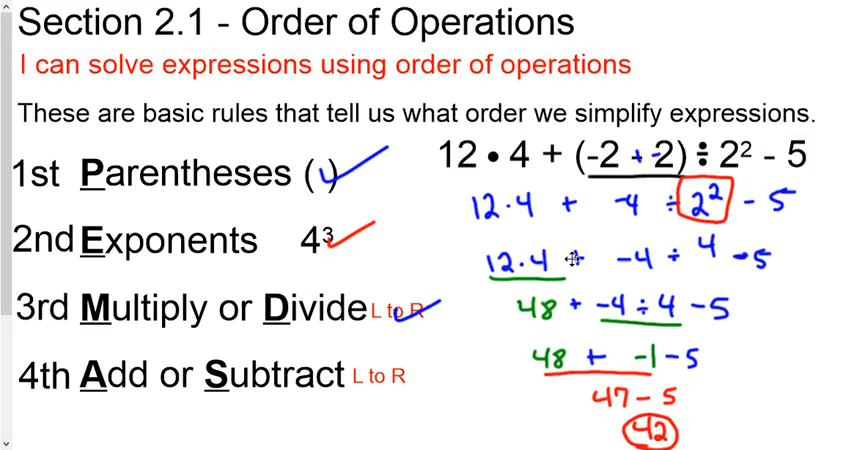 Section 2.1 - Order of Operations
I can solve expressions using order of operations
These are basic rules that tell us what order we simplify expressions.
1st Parentheses ( )
2nd Exponents 4³
3rd Multiply or Divide L to R
4th Add or Subtract L to R
12 • 4 + (-2 + -2) ÷ 2² - 5
12 · 4 + -4 ÷ 2² - 5
12 · 4 + -4 ÷ 4 - 5
48 + -4 ÷ 4 - 5
48 + -1 - 5
47 - 5
42